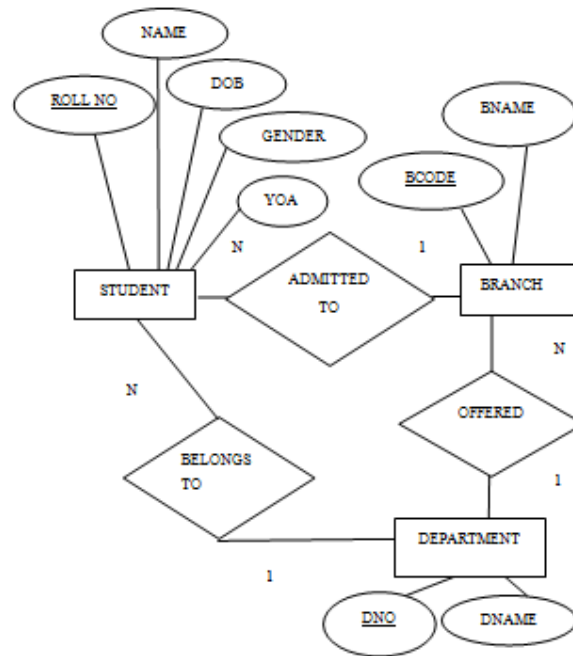 NAME
DOB
ROLL NO
BNAME
GENDER
BCODE
YOA
N
1
ADMITTED
TO
STUDENT
BRANCH
N
N
OFFERED
BELONGS
TO
1
DEPARTMENT
1
DNO
DNAME